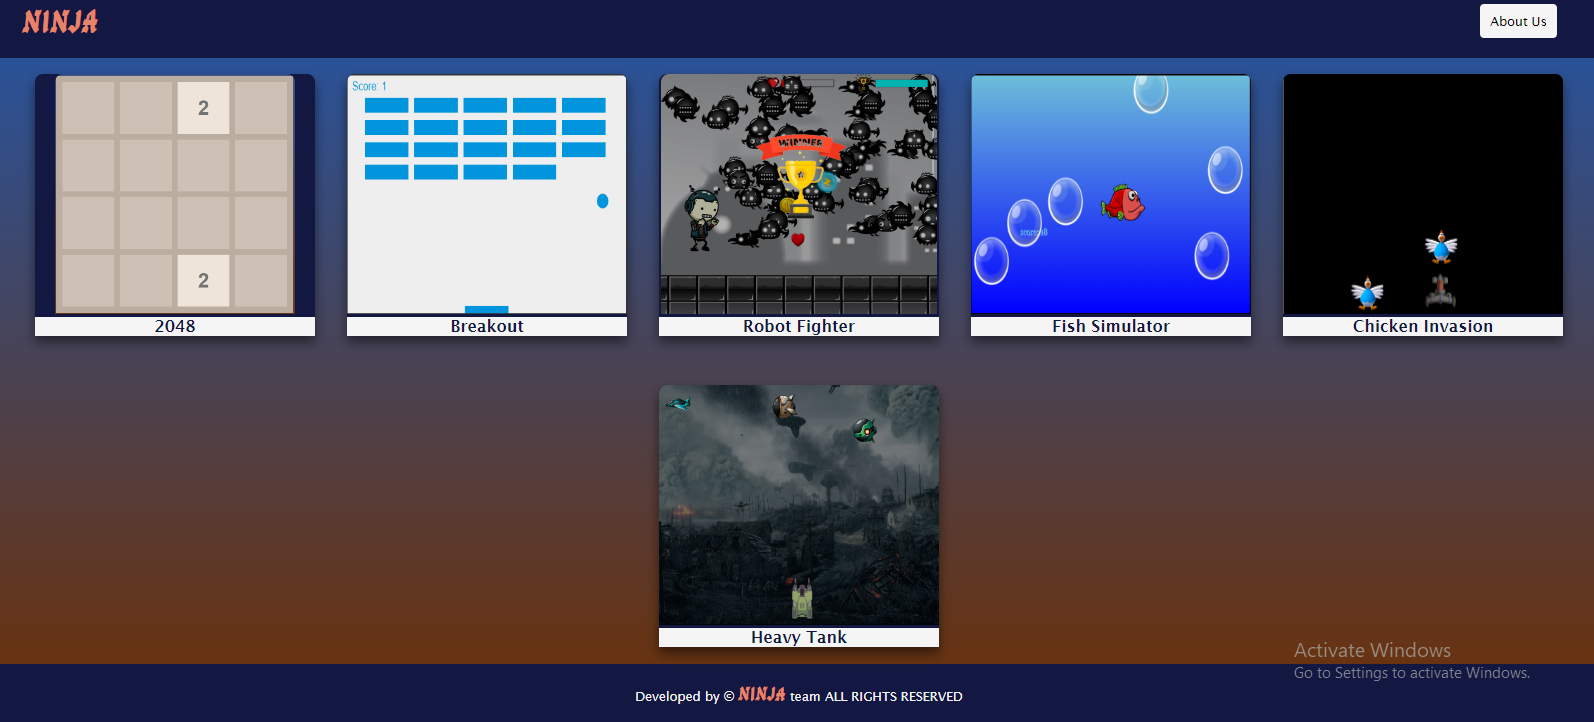 NINJA
About Us
2
2
2048
Score: 1
Breakout
WINNER
Robot Fighter
Fish Simulator
Chicken Invasion
Heavy Tank
Activate Windows
Go to Settings to activate Windows.
Developed by © NINJA team ALL RIGHTS RESERVED